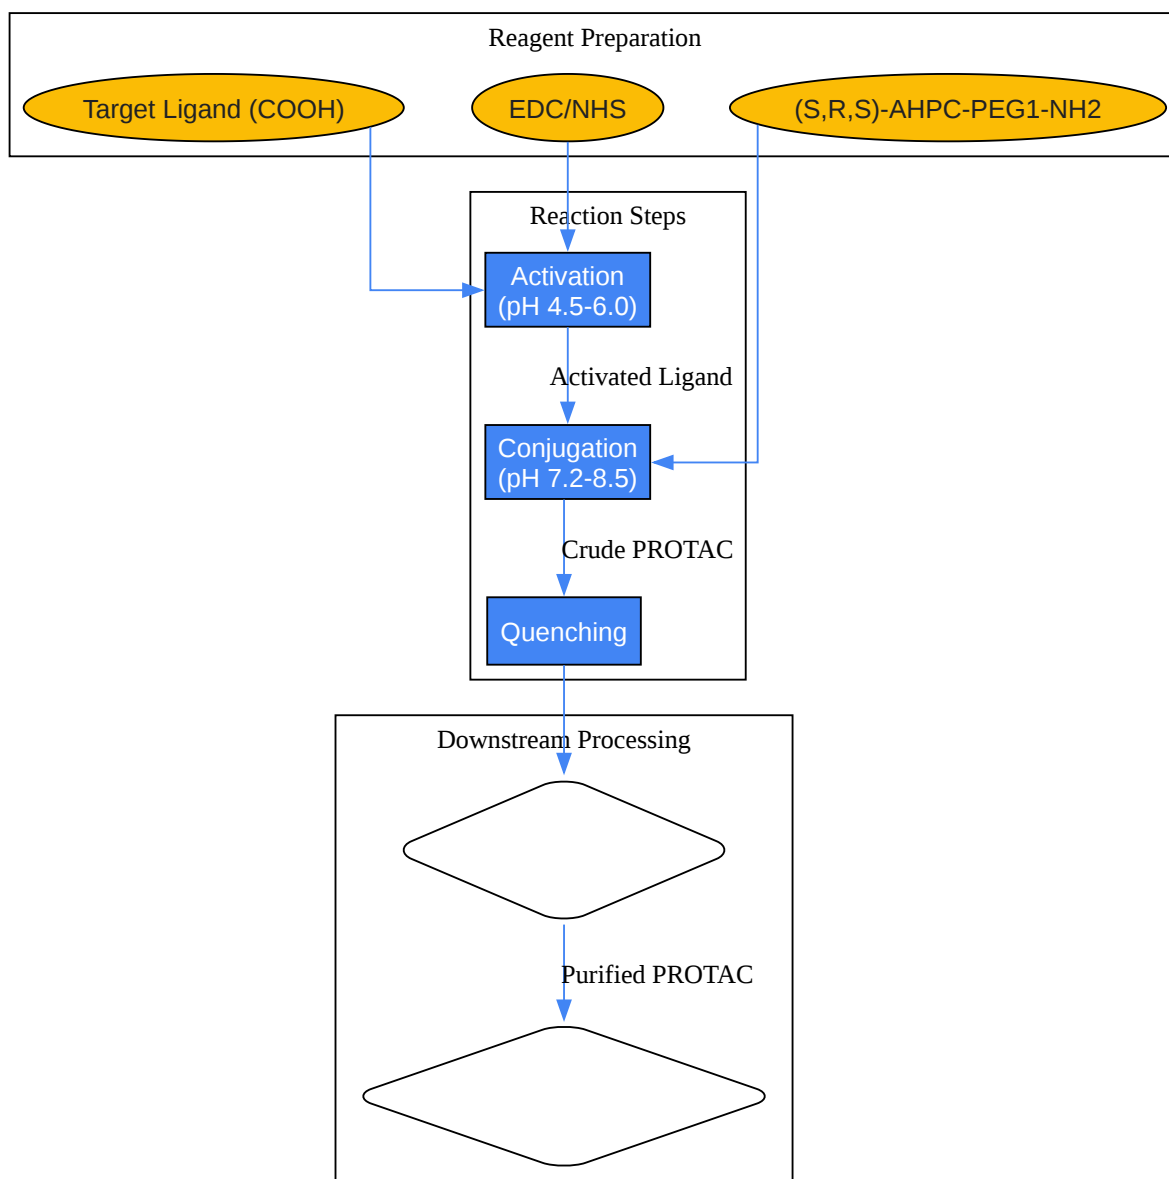 Reagent Preparation
Target Ligand (COOH)
EDC/NHS
(S,R,S)-AHPC-PEG1-NH2
Reaction Steps
Activation
(pH 4.5-6.0)
Activated Ligand
Conjugation
(pH 7.2-8.5)
Crude PROTAC
Quenching
Downstream Processing
Purified PROTAC